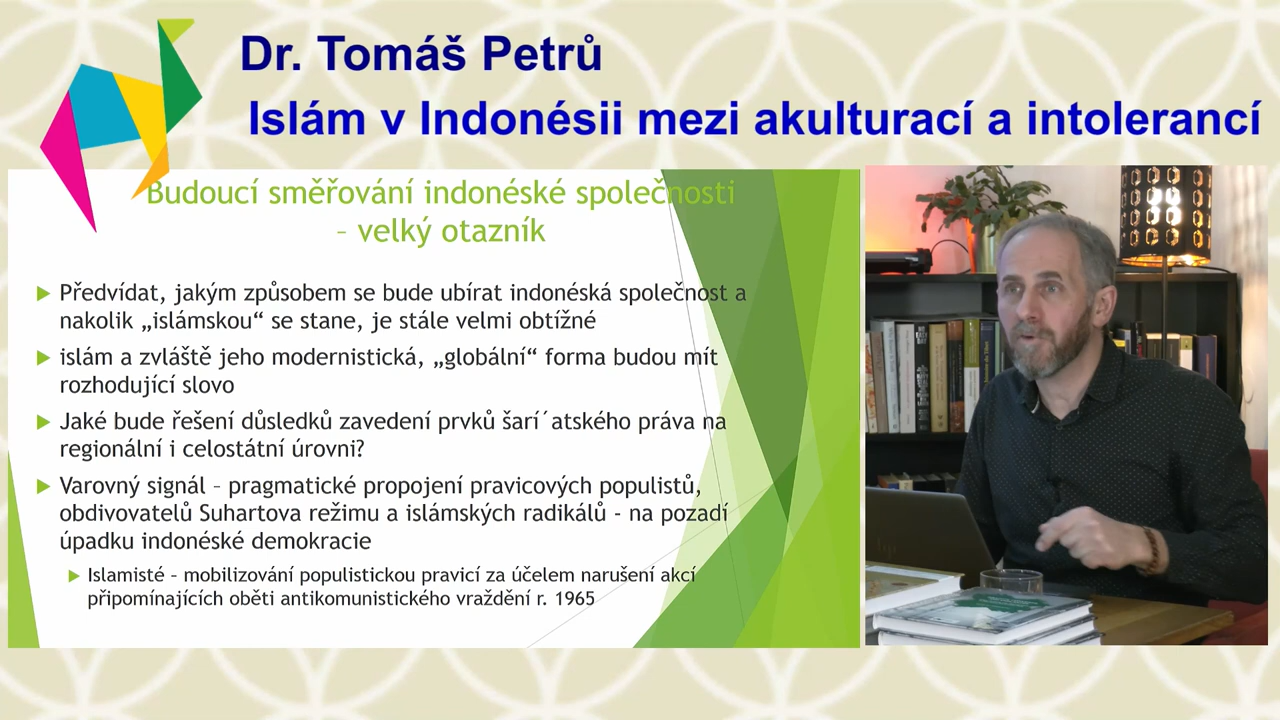 Dr. Tomáš Petrů
Islám v Indonésii mezi akulturací a intolerancí
Budoucí směřování indonéské společnosti
– velký otazník
Předvídat, jakým způsobem se bude ubírat indonéská společnost a
nakolik „islámskou“ se stane, je stále velmi obtížné
islám a zvláště jeho modernistická, „globální“ forma budou mít
rozhodující slovo
Jaké bude řešení důsledků zavedení prvků šarí´atského práva na
regionální i celostátní úrovni?
Varovný signál – pragmatické propojení pravicových populistů,
obdivovatelů Suhartova režimu a islámských radikálů - na pozadí
úpadku indonéské demokracie
Islamisté – mobilizování populistickou pravicí za účelem narušení akcí
připomínajících oběti antikomunistického vraždění r. 1965